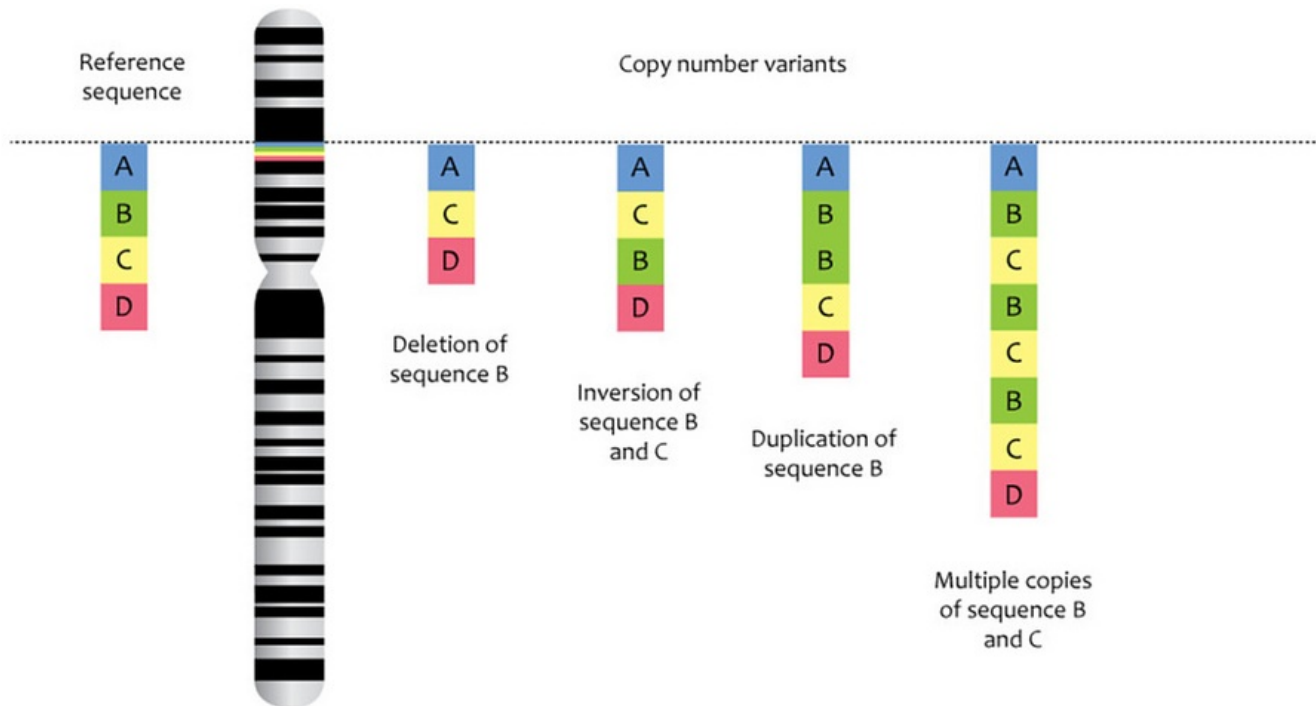 Reference
sequence
Copy number variants
A
B
C
D
A
C
D
Deletion of
sequence B
A
C
B
D
Inversion of
sequence B
and C
A
B
B
C
D
Duplication of
sequence B
A
B
C
B
C
B
C
D
Multiple copies
of sequence B
and C